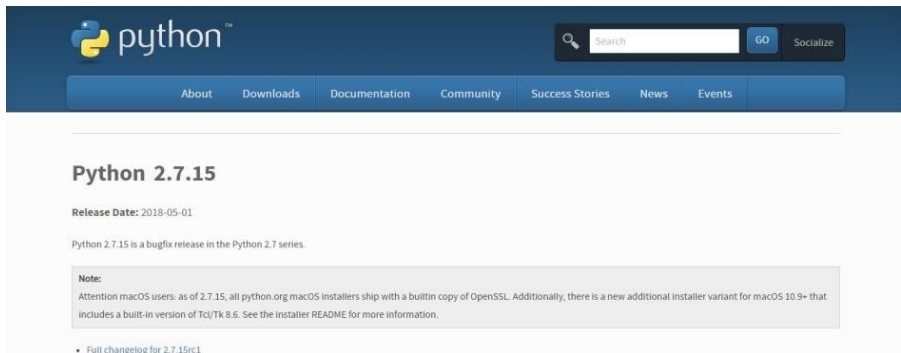 python™
Search
GO
Socialize
About Downloads Documentation Community Success Stories News Events
Python 2.7.15
Release Date: 2018-05-01
Python 2.7.15 is a bugfix release in the Python 2.7 series.
Note:
Attention macOS users: as of 2.7.15, all python.org macOS installers ship with a builtin copy of OpenSSL. Additionally, there is a new additional installer variant for macOS 10.9+ that
includes a built-in version of Tcl/Tk 8.6. See the installer README for more information.
• Full changelog for 2.7.15rc1